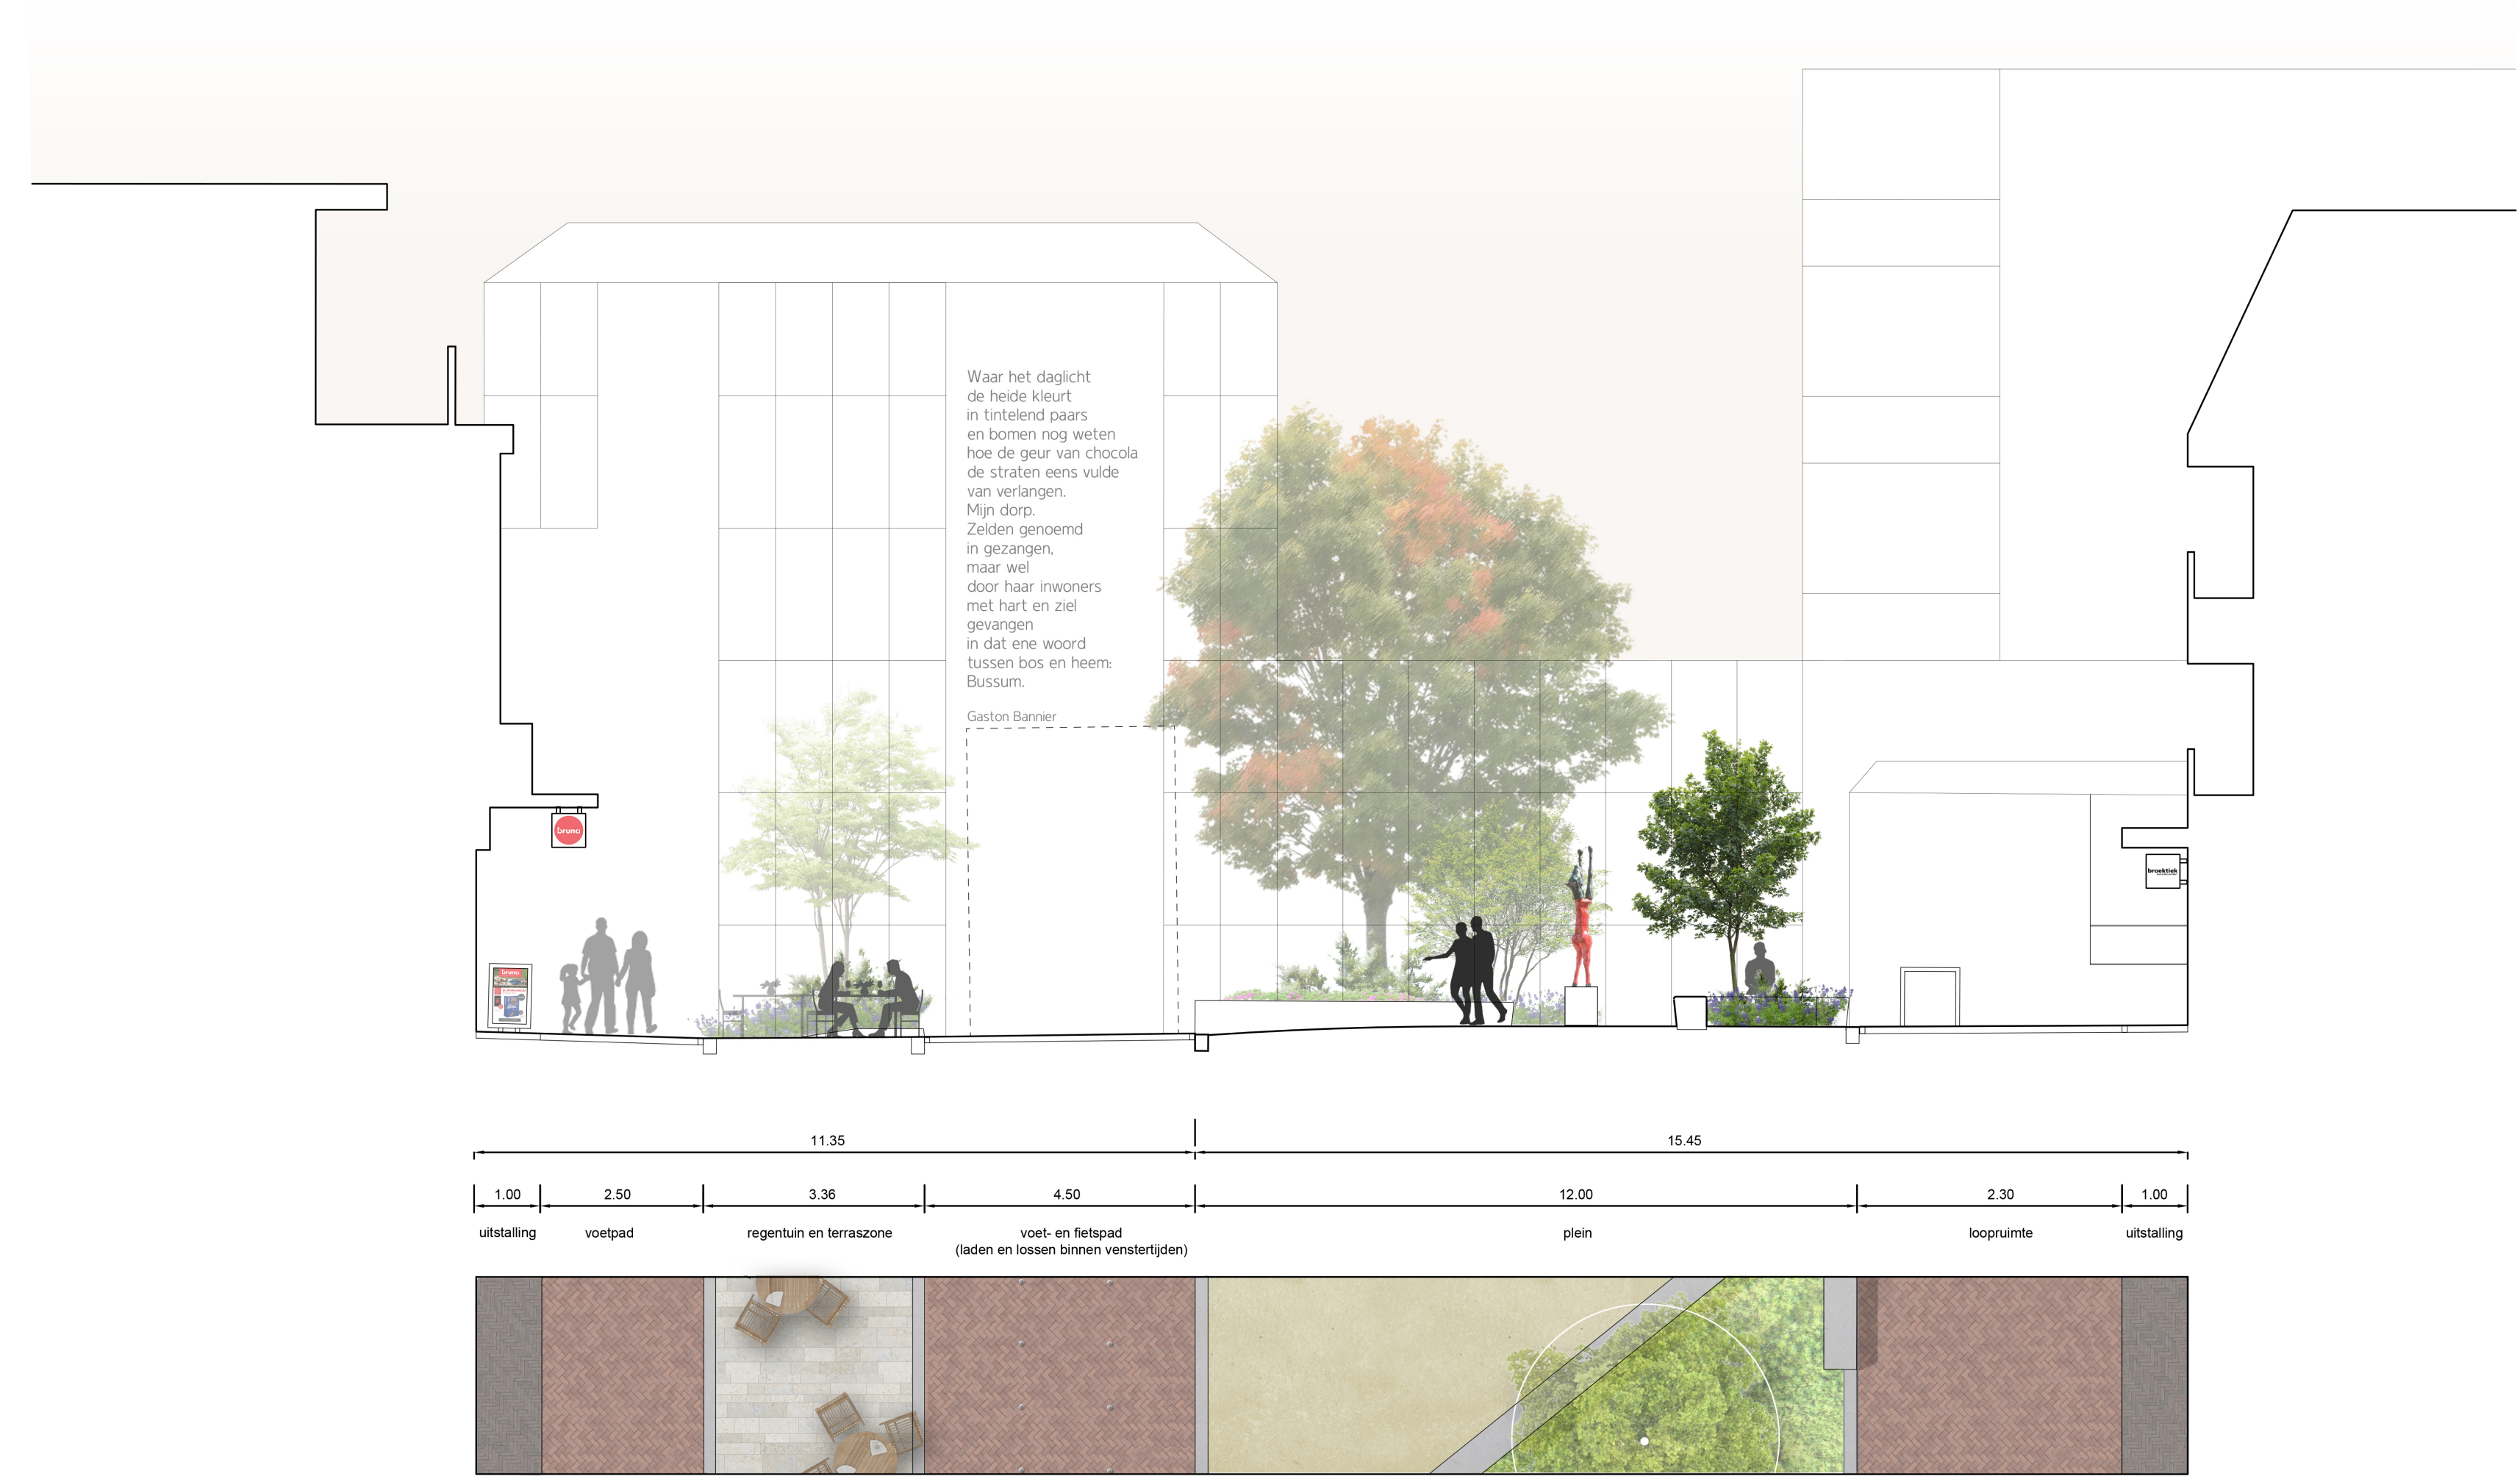 Waar het daglicht
de heide kleurt
in tintelend paars
en bomen nog weten
hoe de geur van chocola
de straten eens vulde
van verlangen.
Mijn dorp.
Zelden genoemd
in gezangen,
maar wel
door haar inwoners
met hart en ziel
gevangen
in dat ene woord
tussen bos en heem:
Bussum.
Gaston Bannier
bruna
broektiek
bruna
11.35
15.45
1.00
2.50
3.36
4.50
12.00
2.30
1.00
uitstalling
voetpad
regentuin en terraszone
voet- en fietspad
(laden en lossen binnen venstertijden)
plein
loopruimte
uitstalling